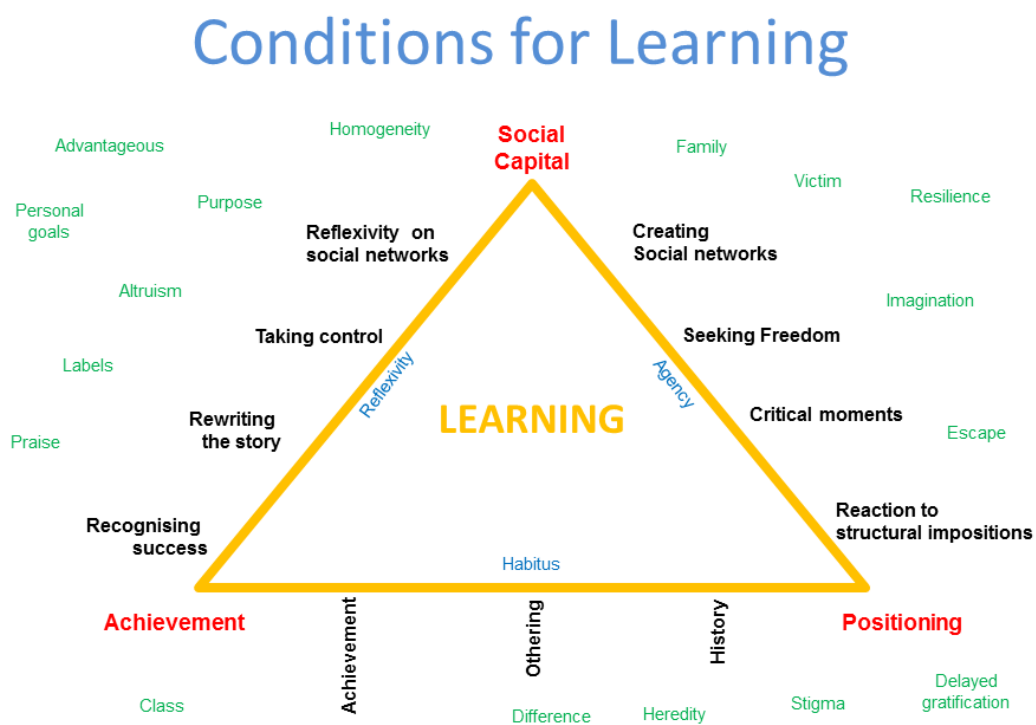 Conditions for Learning
Homogeneity
Social
Capital
Advantageous
Family
Victim
Resilience
Purpose
Personal
goals
Reflexivity on
social networks
Creating
Social networks
Altruism
Imagination
Taking control
Seeking Freedom
Labels
Reflexivity
Agency
LEARNING
Rewriting
the story
Critical moments
Praise
Escape
Recognising
success
Reaction to
structural impositions
Habitus
Achievement
Achievement
Othering
History
Positioning
Class
Difference
Heredity
Stigma
Delayed
gratification